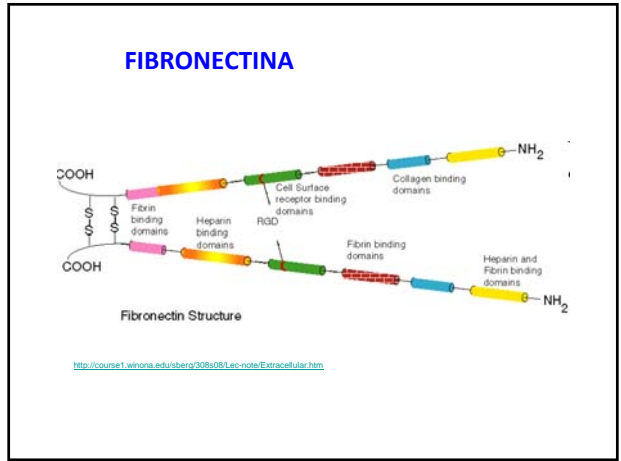 FIBRONECTINA
NH2
COOH
Collagen binding
domains
Cell Surface
receptor binding
domains
Fibrin
binding
domains
S-S
S-S
Heparin
binding
domains
RGD
Fibrin binding
domains
Heparin and
Fibrin binding
domains
COOH
NH2
Fibronectin Structure
http://course1.winona.edu/sberg/308s08/Lec-note/Extracellular.htm